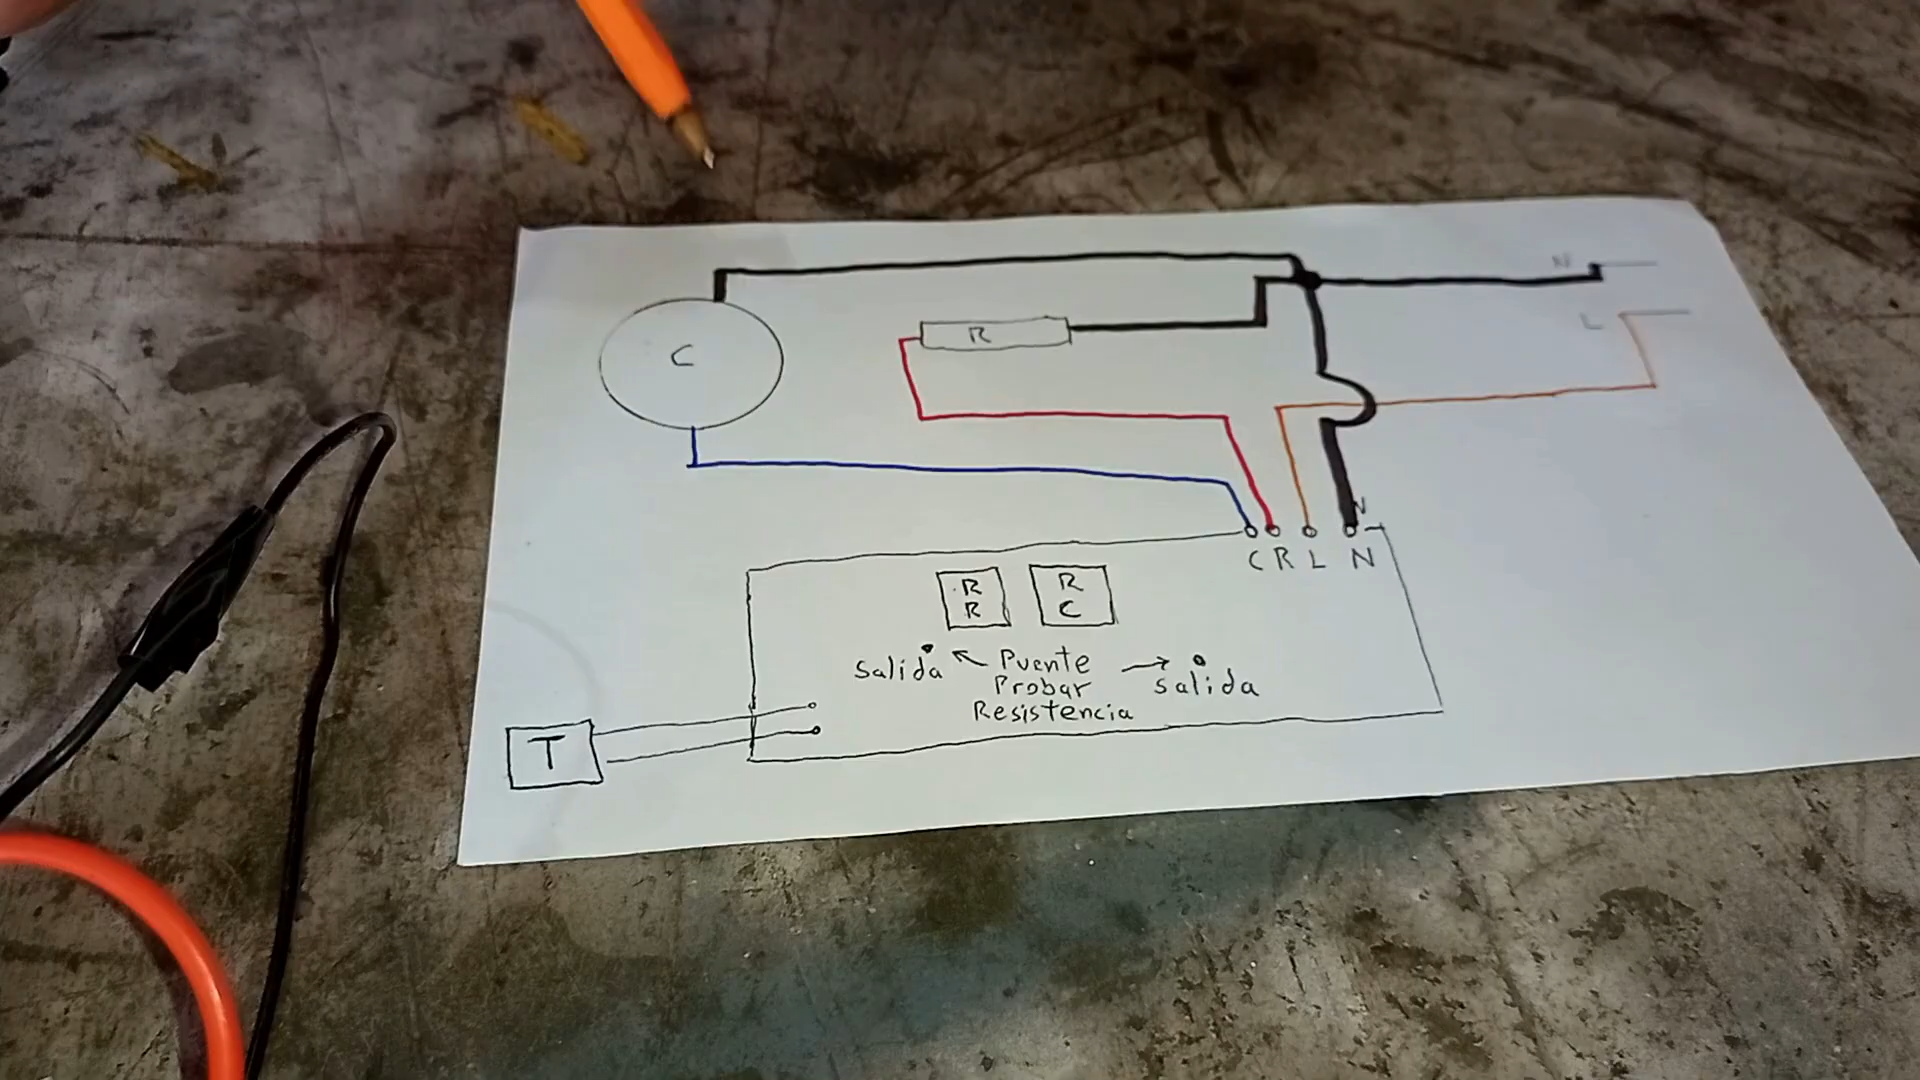 N
L
C
R
N
C R L N
R
R
R
C
Salida ← Puente → Salida
Probar
Resistencia
T